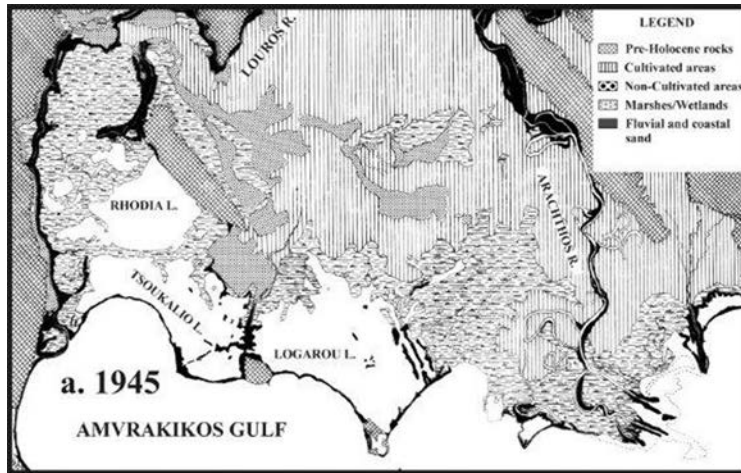 LEGEND
Pre-Holocene rocks
Cultivated areas
Non-Cultivated areas
Marshes/Wetlands
Fluvial and coastal
sand
LOUROS R.
RHODIA L.
ARACHTHOS R.
TSOUKALIO L.
LOGAROU L.
a. 1945
AMVRAKIKOS GULF